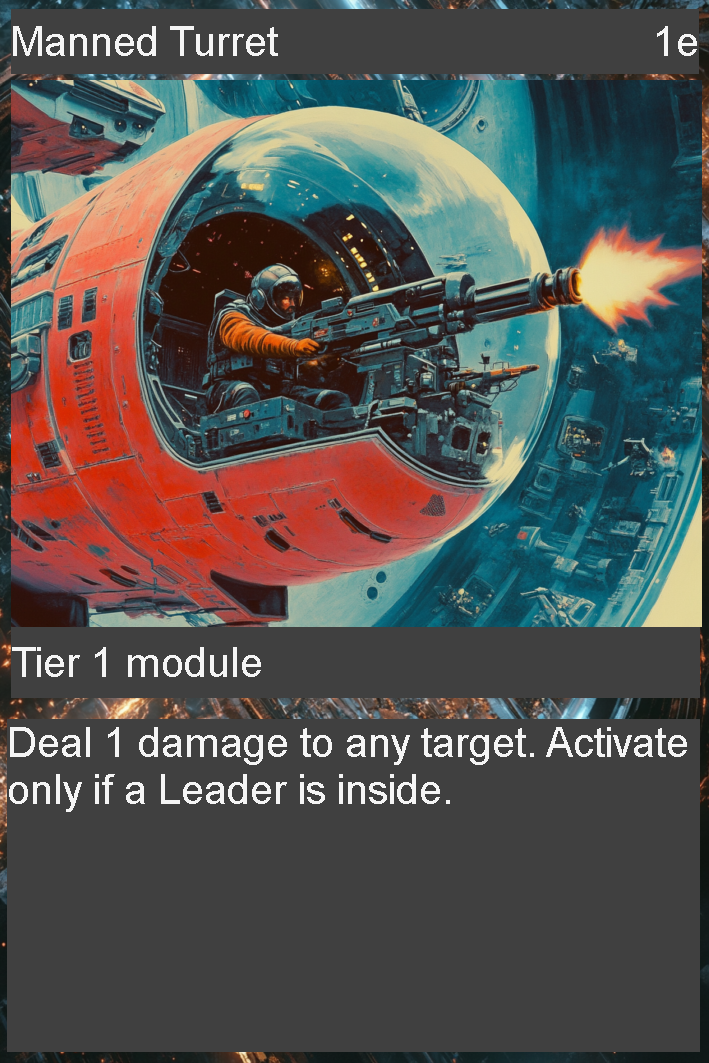 Manned Turret 1e
Tier 1 module
Deal 1 damage to any target. Activate
only if a Leader is inside.